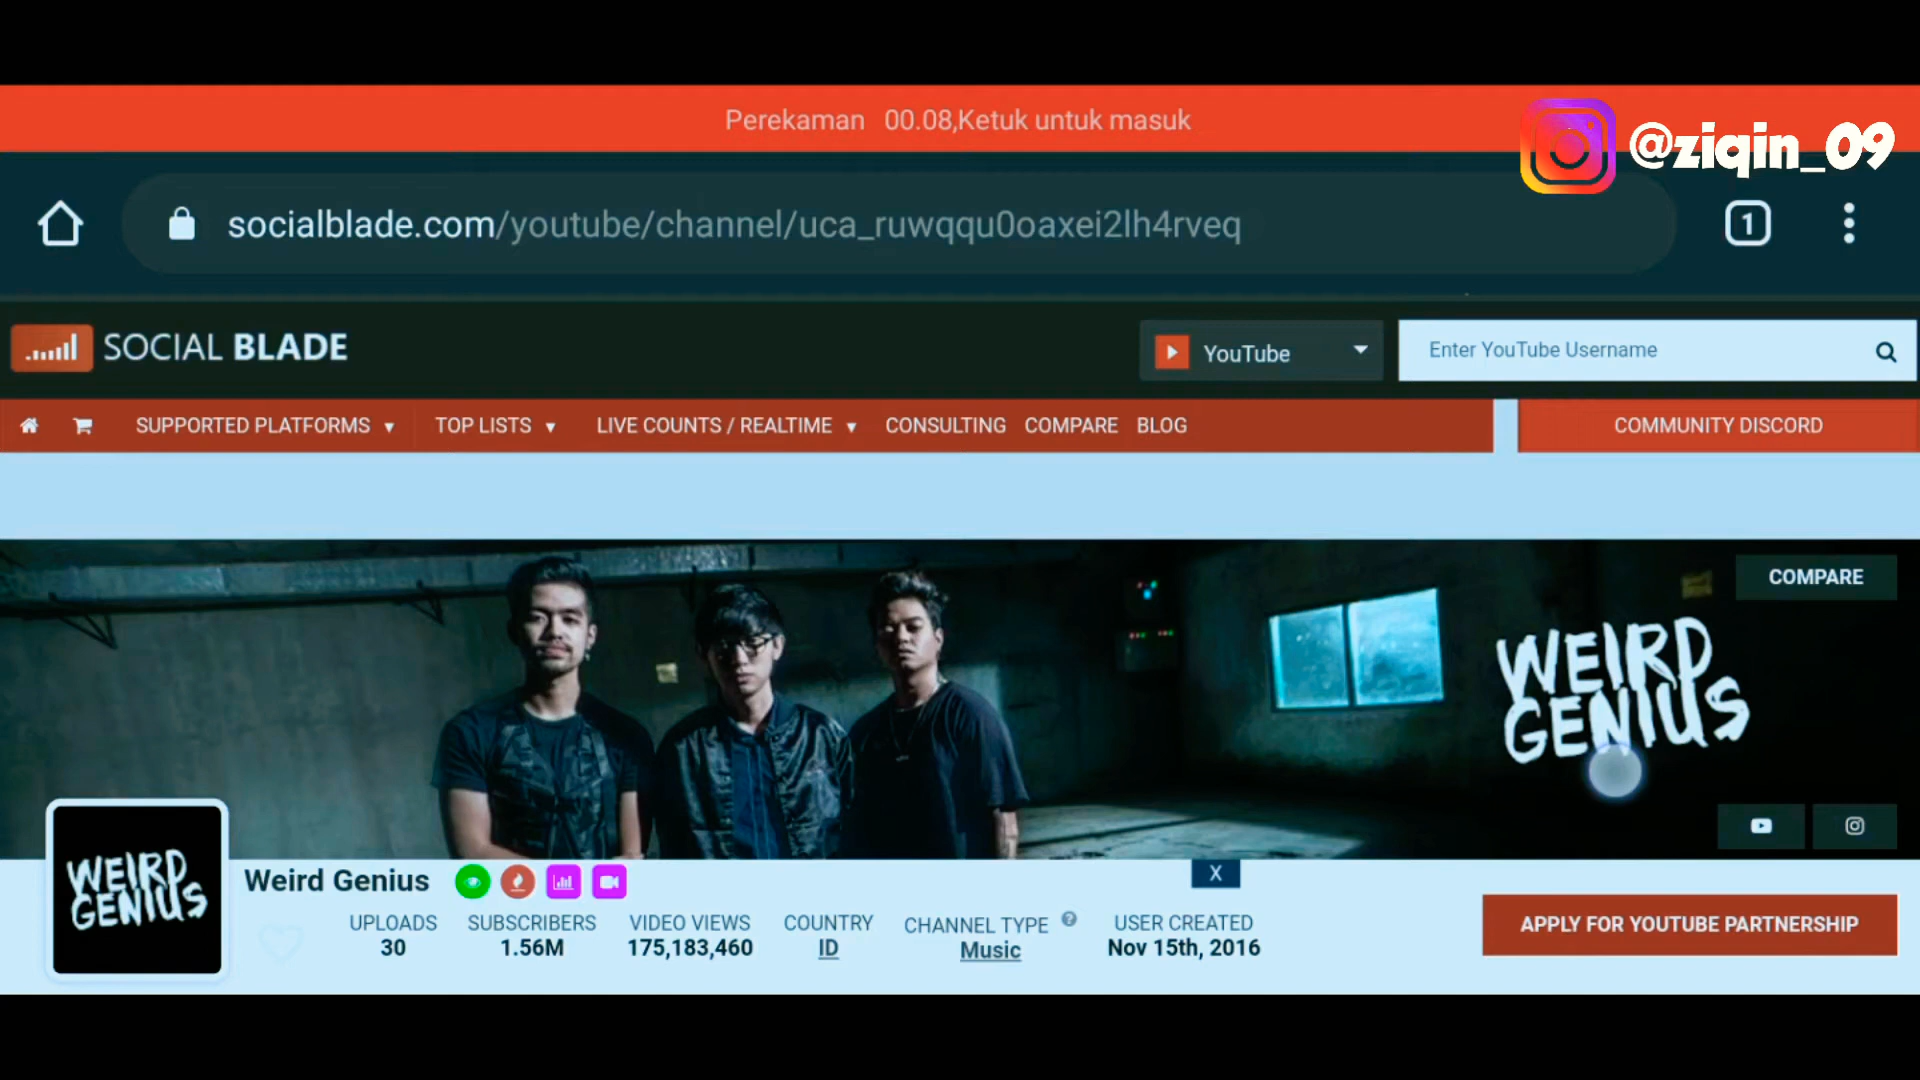 Perekaman 00.08,Ketuk untuk masuk
@ziqin_09
socialblade.com/youtube/channel/uca_ruwqqu0oaxei2lh4rveq
1
SOCIAL BLADE
YouTube
Enter YouTube Username
SUPPORTED PLATFORMS
TOP LISTS
LIVE COUNTS / REALTIME
CONSULTING
COMPARE
BLOG
COMMUNITY DISCORD
COMPARE
WEIRD
GENIUS
WEIRD
GENIUS
Weird Genius
X
UPLOADS
30
SUBSCRIBERS
1.56M
VIDEO VIEWS
175,183,460
COUNTRY
ID
CHANNEL TYPE ?
Music
USER CREATED
Nov 15th, 2016
APPLY FOR YOUTUBE PARTNERSHIP